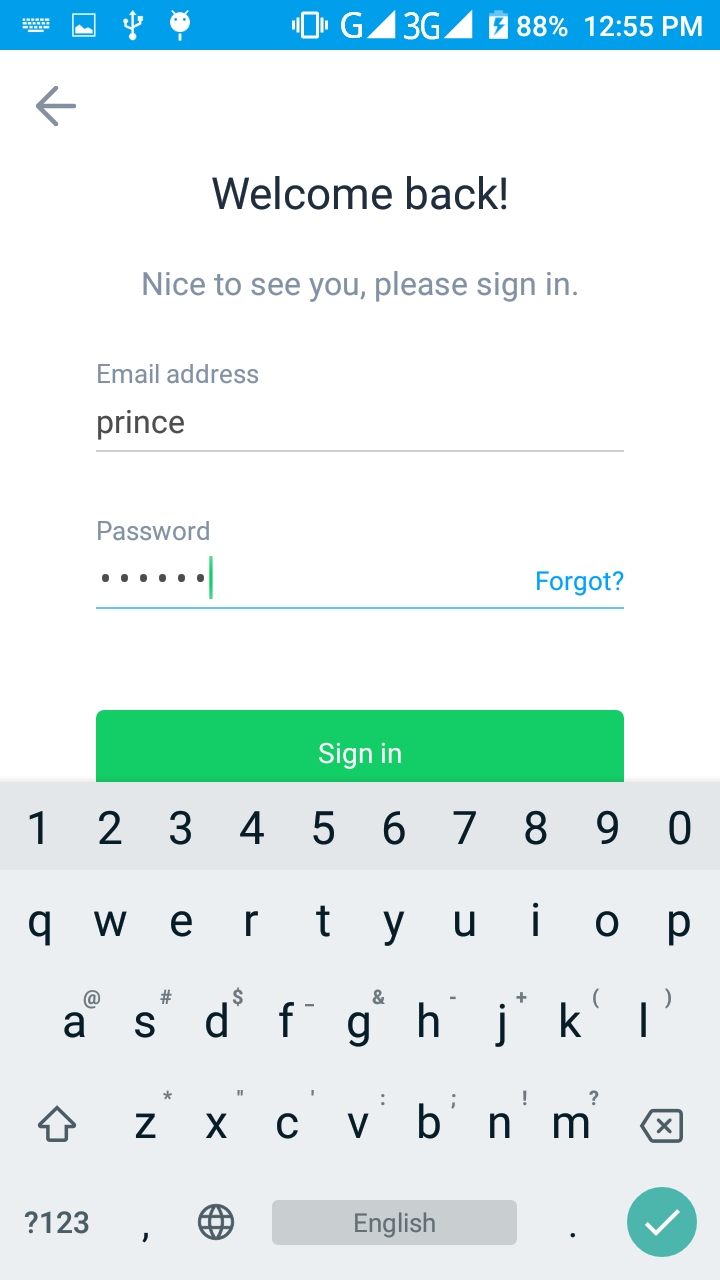 G 3G 88% 12:55 PM
Welcome back!
Nice to see you, please sign in.
Email address
prince
Password
••••••
Forgot?
Sign in
1 2 3 4 5 6 7 8 9 0
q w e r t y u i o p
@ # $ _ & - + ( )
a s d f g h j k l
* " ' : ; ! ?
z x c v b n m
?123 , English .